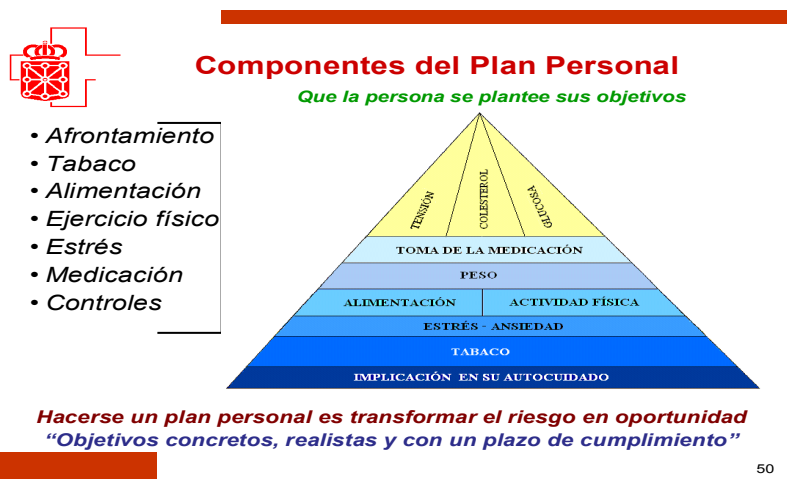 Componentes del Plan Personal
Que la persona se plantee sus objetivos
• Afrontamiento
• Tabaco
• Alimentación
• Ejercicio físico
• Estrés
• Medicación
• Controles
TENSIÓN
COLESTEROL
GLUCOSA
TOMA DE LA MEDICACIÓN
PESO
ALIMENTACIÓN
ACTIVIDAD FÍSICA
ESTRÉS - ANSIEDAD
TABACO
IMPLICACIÓN EN SU AUTOCUIDADO
Hacerse un plan personal es transformar el riesgo en oportunidad
“Objetivos concretos, realistas y con un plazo de cumplimiento”
50